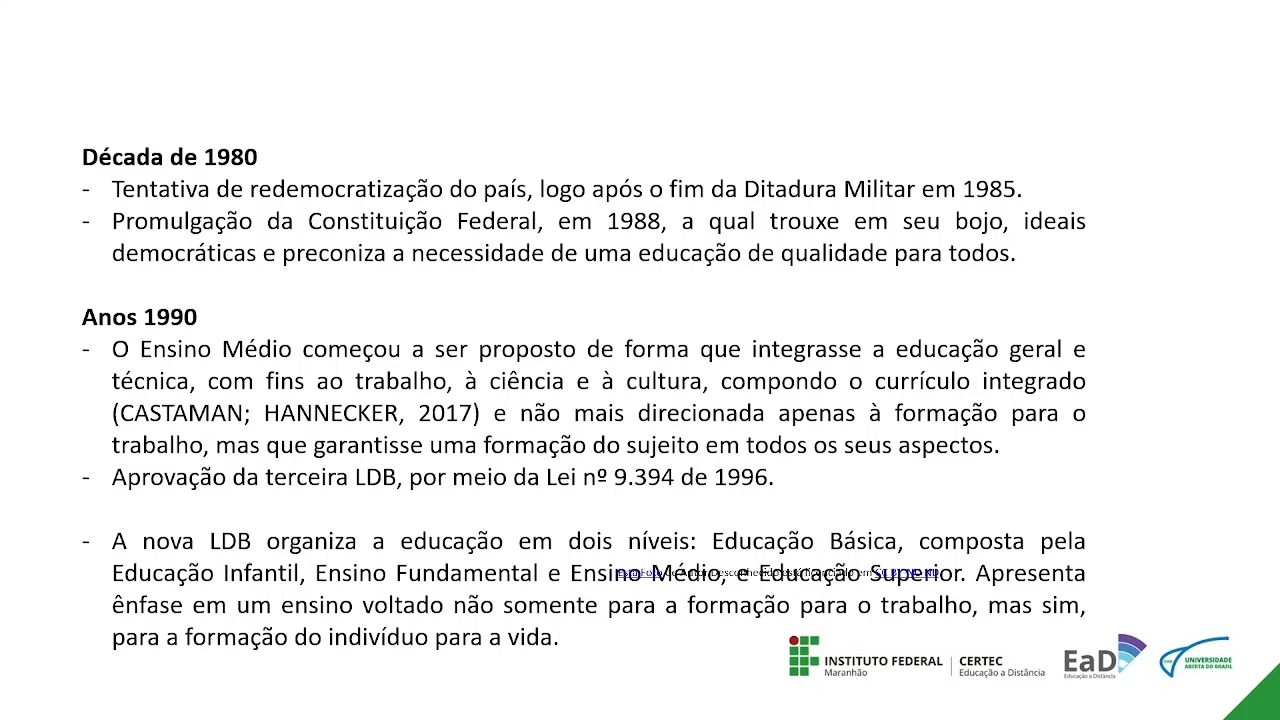 Década de 1980
- Tentativa de redemocratização do país, logo após o fim da Ditadura Militar em 1985.
- Promulgação da Constituição Federal, em 1988, a qual trouxe em seu bojo, ideais
democráticas e preconiza a necessidade de uma educação de qualidade para todos.
Anos 1990
- O Ensino Médio começou a ser proposto de forma que integrasse a educação geral e
técnica, com fins ao trabalho, à ciência e à cultura, compondo o currículo integrado
(CASTAMAN; HANNECKER, 2017) e não mais direcionada apenas à formação para o
trabalho, mas que garantisse uma formação do sujeito em todos os seus aspectos.
- Aprovação da terceira LDB, por meio da Lei nº 9.394 de 1996.
- A nova LDB organiza a educação em dois níveis: Educação Básica, composta pela
Educação Infantil, Ensino Fundamental e Ensino Médio, e Educação Superior. Apresenta
ênfase em um ensino voltado não somente para a formação para o trabalho, mas sim,
para a formação do indivíduo para a vida.
INSTITUTO FEDERAL
Maranhão
CERTEC
Educação a Distância
EaD
Educação a Distância
UNIVERSIDADE
ABERTA DO BRASIL